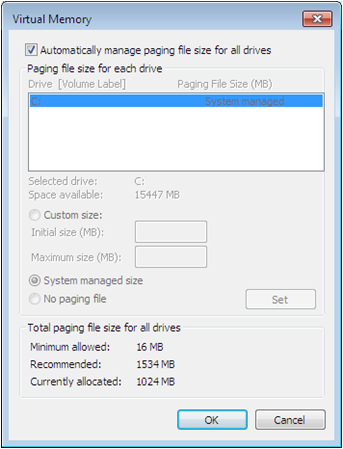 Virtual Memory
Automatically manage paging file size for all drives
Paging file size for each drive
Drive [Volume Label] Paging File Size (MB)
C: System managed
Selected drive: C:
Space available: 15447 MB
Custom size:
Initial size (MB):
Maximum size (MB):
System managed size
No paging file Set
Total paging file size for all drives
Minimum allowed: 16 MB
Recommended: 1534 MB
Currently allocated: 1024 MB
OK Cancel